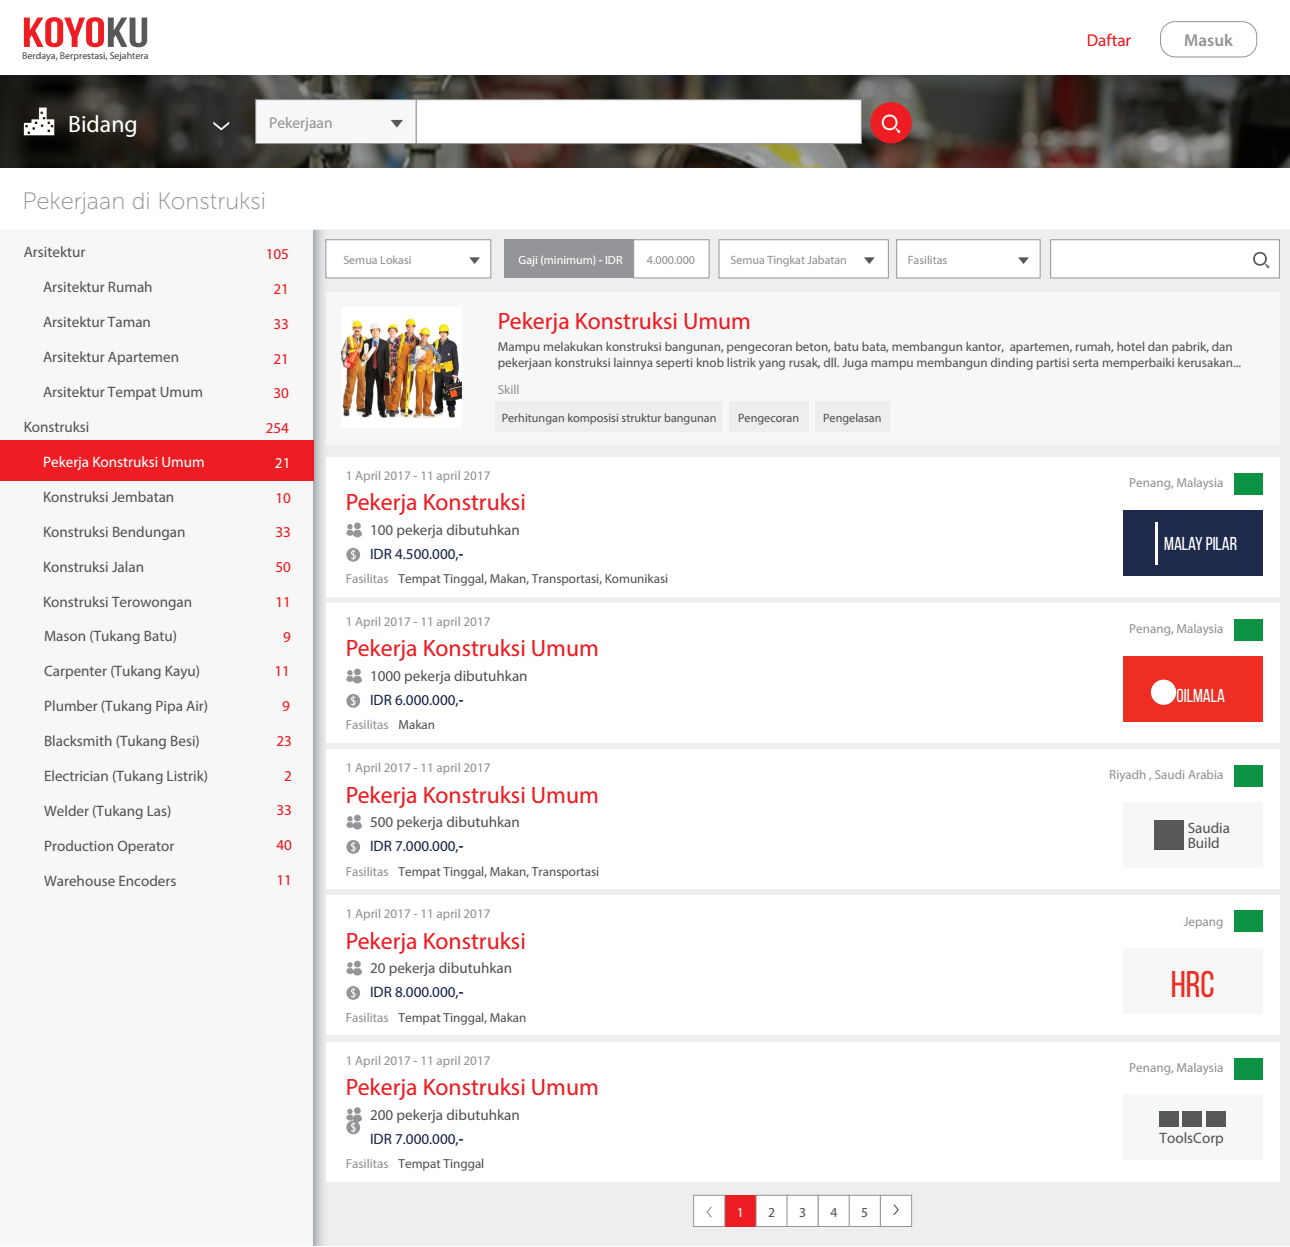 KOYOKU
Berdaya, Berprestasi, Sejahtera
Daftar
Masuk
Bidang
Pekerjaan
Pekerjaan di Konstruksi
Arsitektur 105
Arsitektur Rumah 21
Arsitektur Taman 33
Arsitektur Apartemen 21
Arsitektur Tempat Umum 30
Konstruksi 254
Pekerja Konstruksi Umum 21
Konstruksi Jembatan 10
Konstruksi Bendungan 33
Konstruksi Jalan 50
Konstruksi Terowongan 11
Mason (Tukang Batu) 9
Carpenter (Tukang Kayu) 11
Plumber (Tukang Pipa Air) 9
Blacksmith (Tukang Besi) 23
Electrician (Tukang Listrik) 2
Welder (Tukang Las) 33
Production Operator 40
Warehouse Encoders 11
Semua Lokasi
Gaji (minimum) - IDR 4.000.000
Semua Tingkat Jabatan
Fasilitas
Pekerja Konstruksi Umum
Mampu melakukan konstruksi bangunan, pengecoran beton, batu bata, membangun kantor, apartemen, rumah, hotel dan pabrik, dan
pekerjaan konstruksi lainnya seperti knob listrik yang rusak, dll. Juga mampu membangun dinding partisi serta memperbaiki kerusakan...
Skill
Perhitungan komposisi struktur bangunan
Pengecoran
Pengelasan
1 April 2017 - 11 april 2017
Pekerja Konstruksi
100 pekerja dibutuhkan
IDR 4.500.000,-
Fasilitas Tempat Tinggal, Makan, Transportasi, Komunikasi
Penang, Malaysia
MALAY PILAR
1 April 2017 - 11 april 2017
Pekerja Konstruksi Umum
1000 pekerja dibutuhkan
IDR 6.000.000,-
Fasilitas Makan
Penang, Malaysia
OILMALA
1 April 2017 - 11 april 2017
Pekerja Konstruksi Umum
500 pekerja dibutuhkan
IDR 7.000.000,-
Fasilitas Tempat Tinggal, Makan, Transportasi
Riyadh , Saudi Arabia
Saudia
Build
1 April 2017 - 11 april 2017
Pekerja Konstruksi
20 pekerja dibutuhkan
IDR 8.000.000,-
Fasilitas Tempat Tinggal, Makan
Jepang
HRC
1 April 2017 - 11 april 2017
Pekerja Konstruksi Umum
200 pekerja dibutuhkan
IDR 7.000.000,-
Fasilitas Tempat Tinggal
Penang, Malaysia
ToolsCorp
1 2 3 4 5